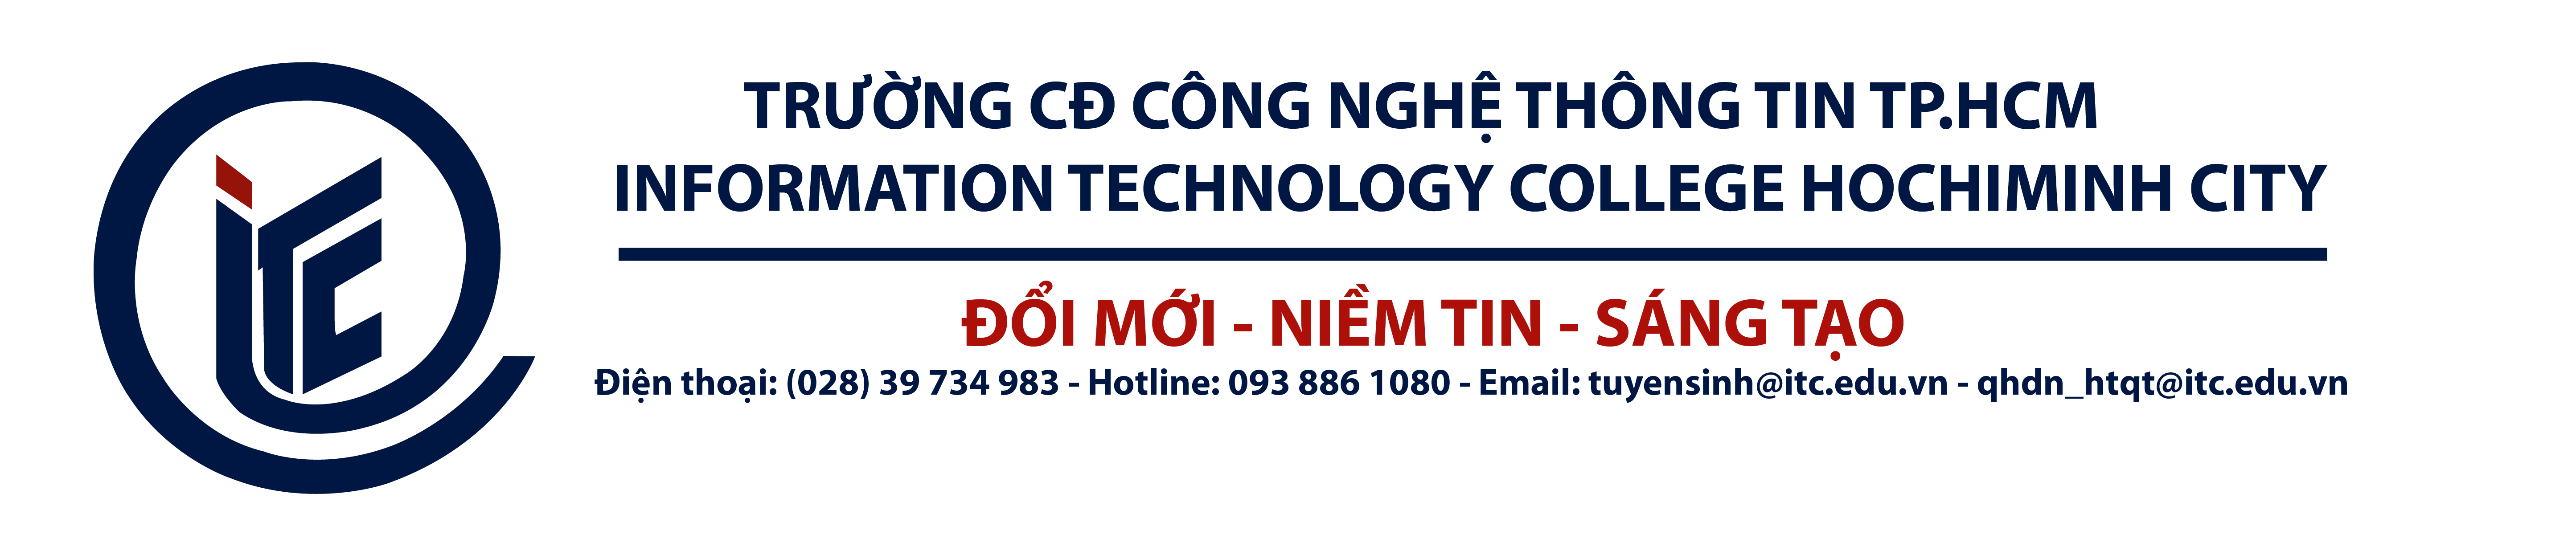 iTC
TRƯỜNG CĐ CÔNG NGHỆ THÔNG TIN TP.HCM
INFORMATION TECHNOLOGY COLLEGE HOCHIMINH CITY
ĐỔI MỚI - NIỀM TIN - SÁNG TẠO
Điện thoại: (028) 39 734 983 - Hotline: 093 886 1080 - Email: tuyensinh@itc.edu.vn - qhdn_htqt@itc.edu.vn